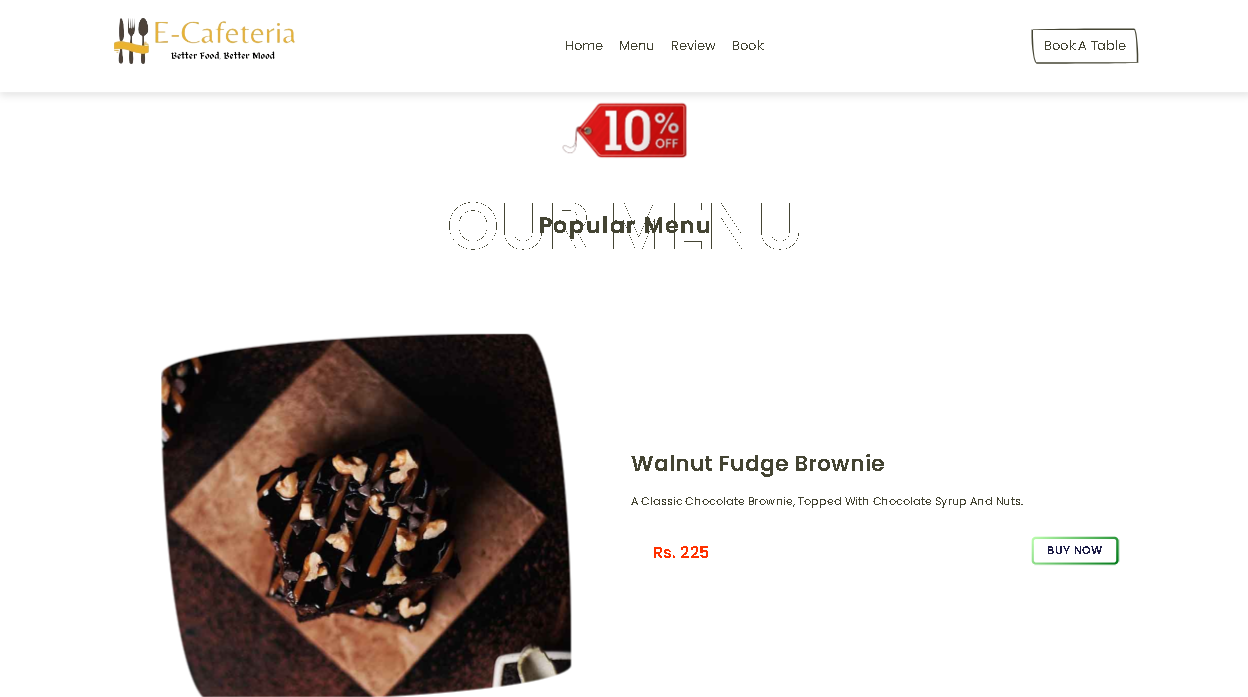 E-Cafeteria
Better Food, Better Mood
Home Menu Review Book
Book A Table
10% OFF
OUR MENU
Popular Menu
Walnut Fudge Brownie
A Classic Chocolate Brownie, Topped With Chocolate Syrup And Nuts.
Rs. 225
BUY NOW